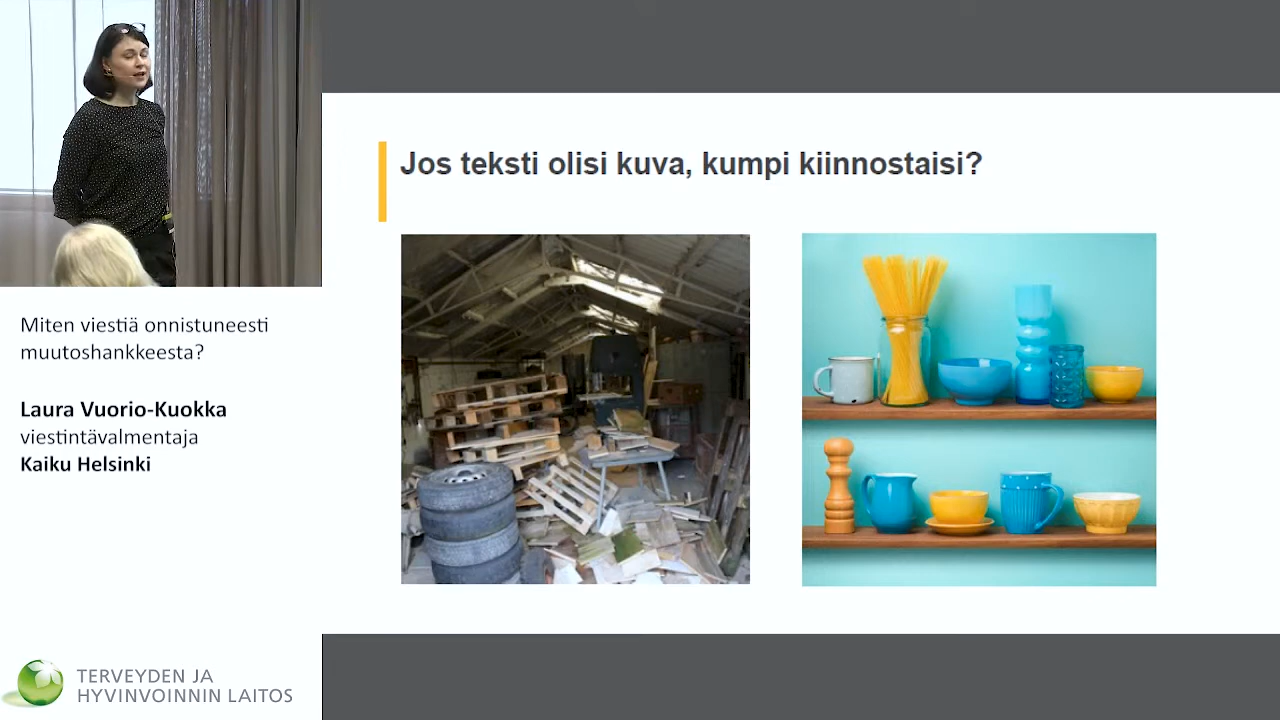 Jos teksti olisi kuva, kumpi kiinnostaisi?
Miten viestiä onnistuneesti
muutoshankkeesta?
Laura Vuorio-Kuokka
viestintävalmentaja
Kaiku Helsinki
TERVEYDEN JA
HYVINVOINNIN LAITOS